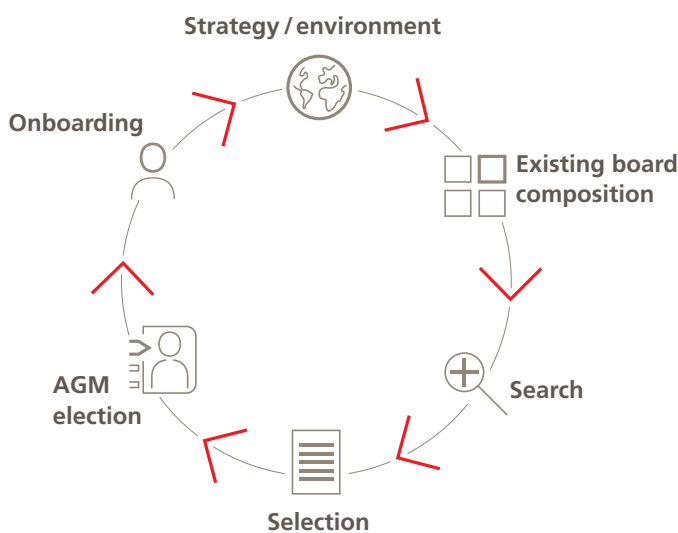 Strategy / environment
Onboarding
Existing board
composition
Search
AGM
election
Selection